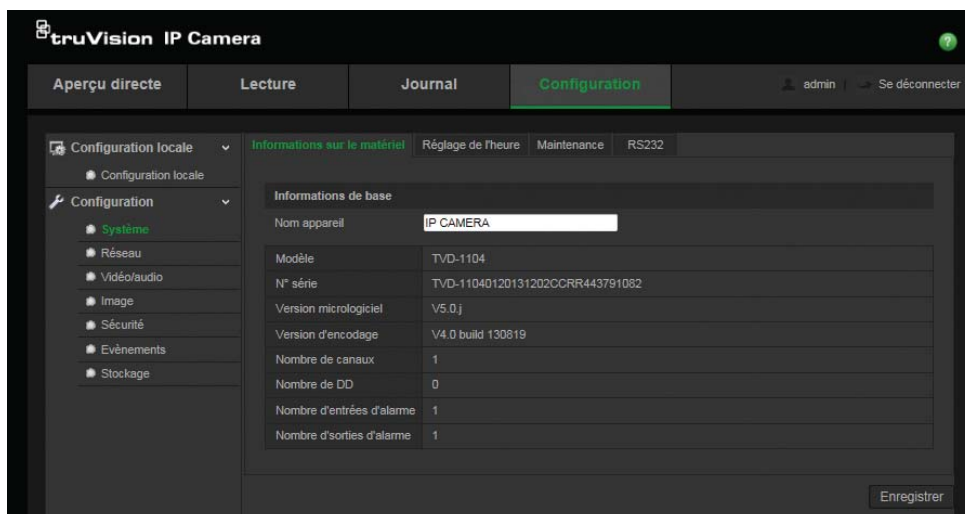 truVision IP Camera
?
Aperçu directe
Lecture
Journal
Configuration
admin | Se déconnecter
Configuration locale
Configuration locale
Configuration
Système
Réseau
Vidéo/audio
Image
Sécurité
Evènements
Stockage
Informations sur le matériel
Réglage de l'heure
Maintenance
RS232
Informations de base
Nom appareil IP CAMERA
Modèle TVD-1104
N° série TVD-11040120131202CCRR443791082
Version micrologiciel V5.0.j
Version d'encodage V4.0 build 130819
Nombre de canaux 1
Nombre de DD 0
Nombre d'entrées d'alarme 1
Nombre d'sorties d'alarme 1
Enregistrer